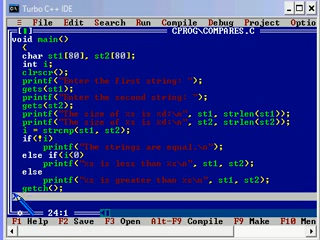 Turbo C++ IDE
≡ File Edit Search Run Compile Debug Project Optio
[■] CPROG\COMPARES.C
void main()
{
char st1[80], st2[80];
int i;
clrscr();
printf("Enter the first string: ");
gets(st1);
printf("Enter the second string: ");
gets(st2);
printf("The size of %s is %d\n", st1, strlen(st1));
printf("The size of %s is %d\n", st2, strlen(st2));
i = strcmp(st1, st2);
if(!i)
printf("The strings are equal.\n");
else if(i<0)
printf("%s is less than %s\n", st1, st2);
else
printf("%s is greater than %s\n", st1, st2);
getch();
24:1
F1 Help F2 Save F3 Open Alt-F9 Compile F9 Make F10 Men